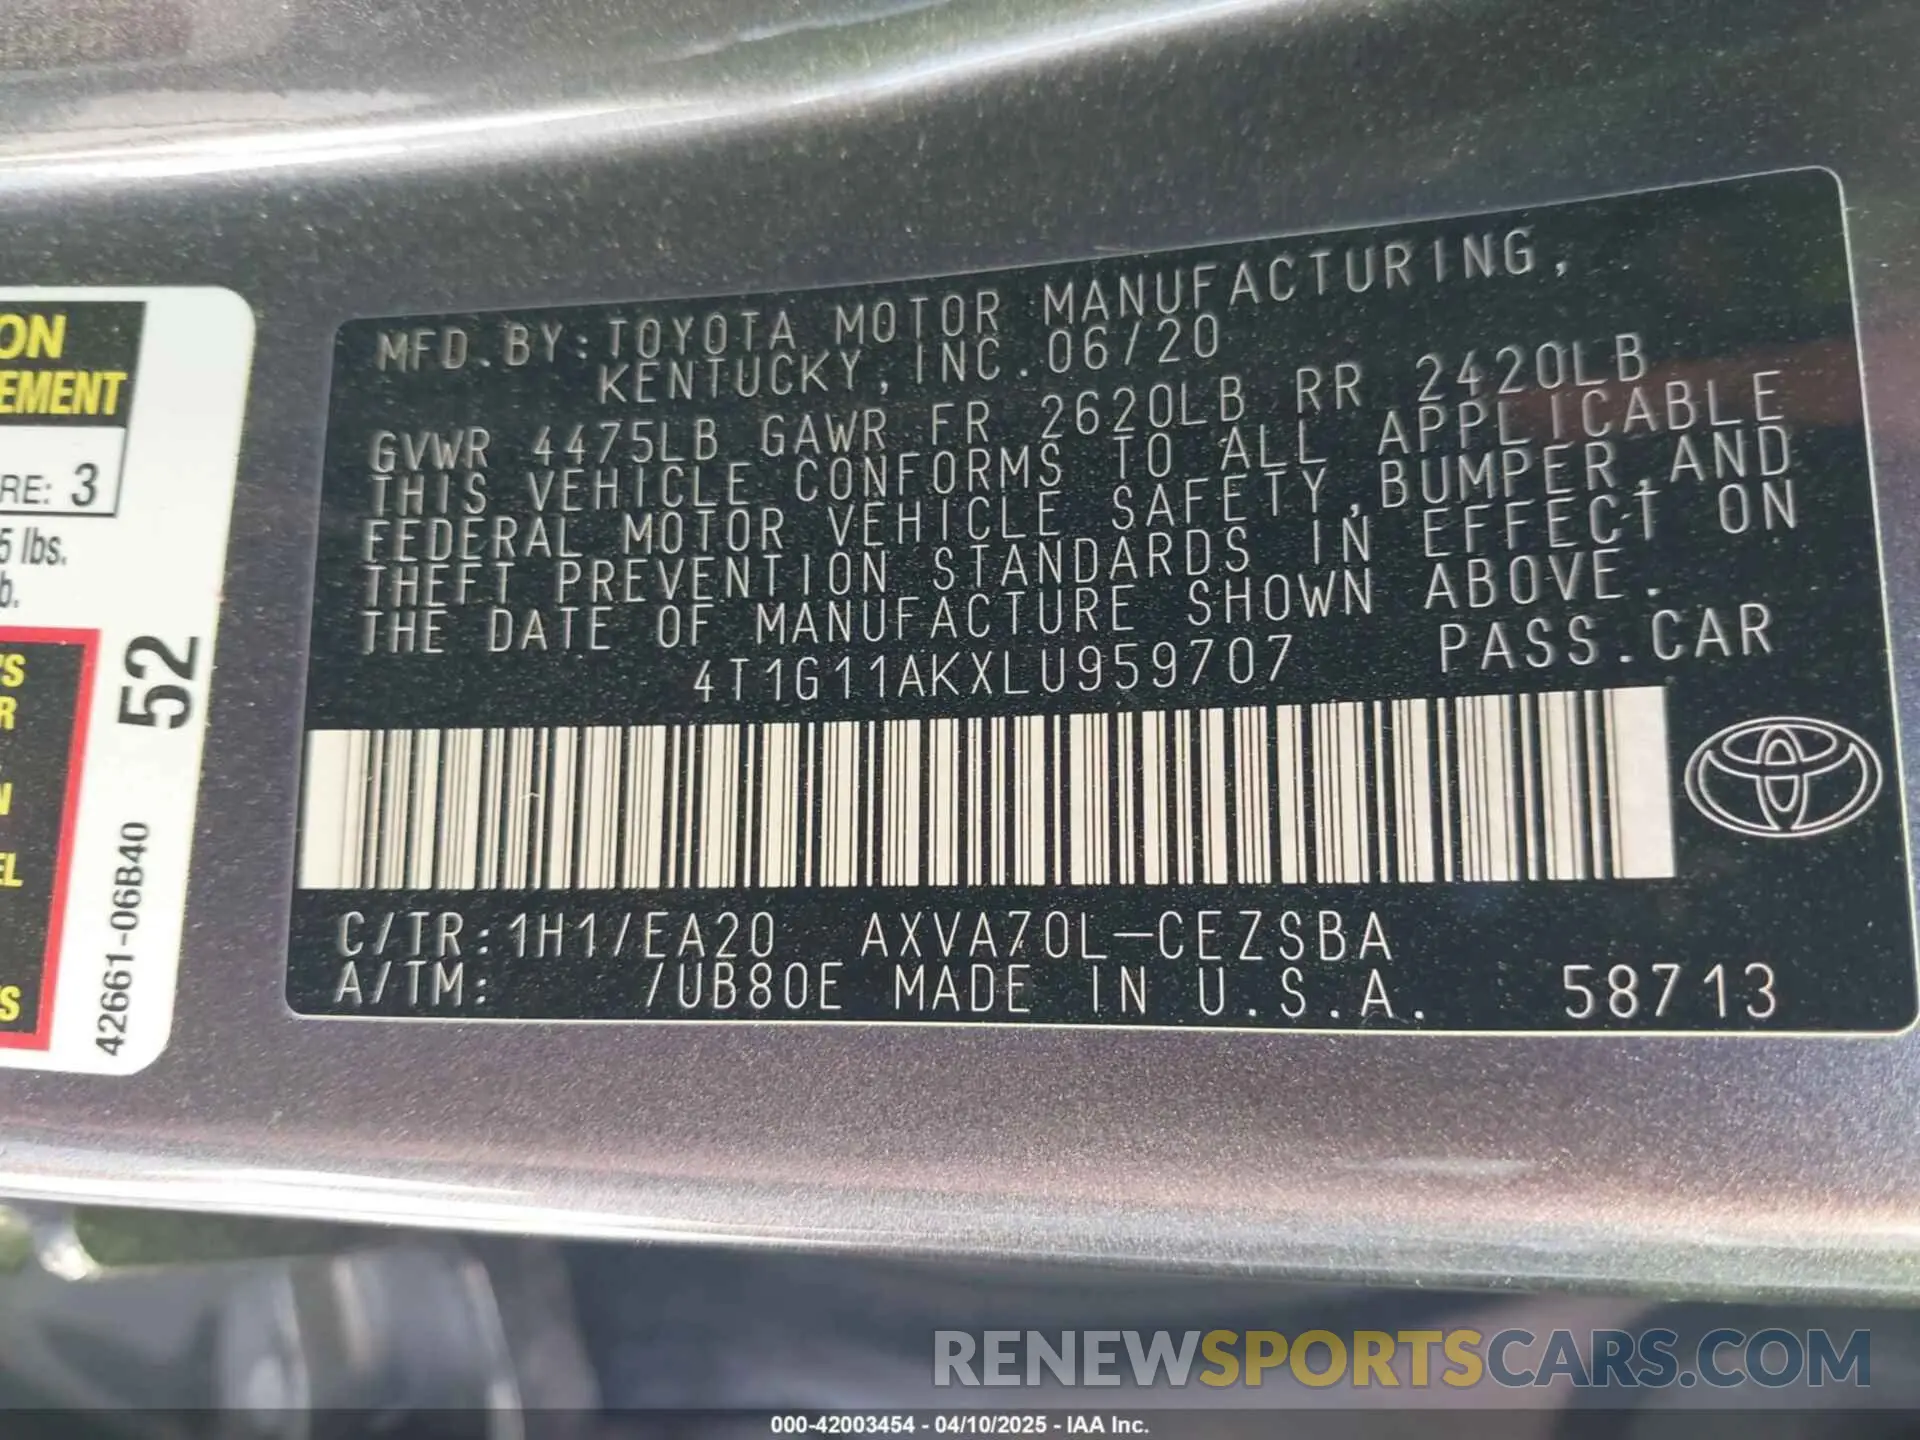 ON
EMENT
RE: 3
5 lbs.
b.
'S
R
N
EL
S
52
42661-06B40
MFD. BY: TOYOTA MOTOR MANUFACTURING,
KENTUCKY, INC. 06/20
GVWR 4475LB GAWR FR 2620LB RR 2420LB
THIS VEHICLE CONFORMS TO ALL APPLICABLE
FEDERAL MOTOR VEHICLE SAFETY, BUMPER, AND
THEFT PREVENTION STANDARDS IN EFFECT ON
THE DATE OF MANUFACTURE SHOWN ABOVE.
4T1G11AKXLU959707 PASS. CAR
C/TR: 1H1/EA20 AXVA70L-CEZSBA
A/TM: /UB80E MADE IN U.S.A. 58713
RENEWSPORTSCARS.COM
000-42003454 - 04/10/2025 - IAA Inc.